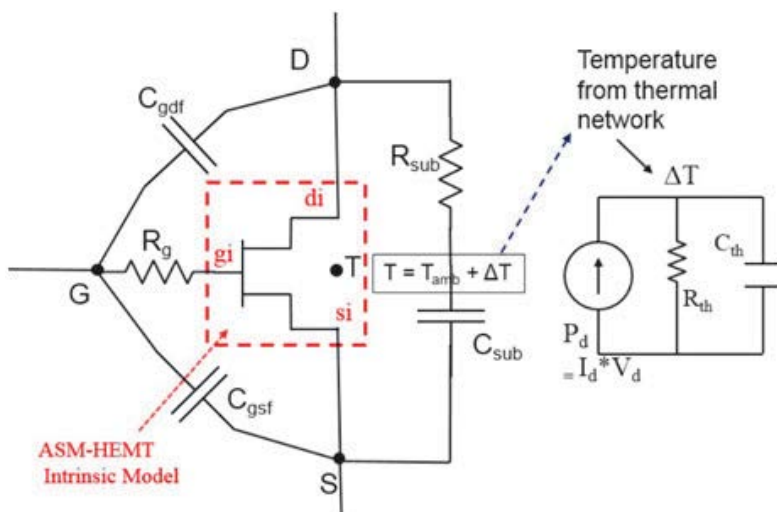 D
C_gdf
R_sub
di
R_g
gi
G
T
T = T_amb + ΔT
si
C_sub
C_gsf
S
ASM-HEMT
Intrinsic Model
Temperature
from thermal
network
ΔT
C_th
R_th
P_d
= I_d*V_d